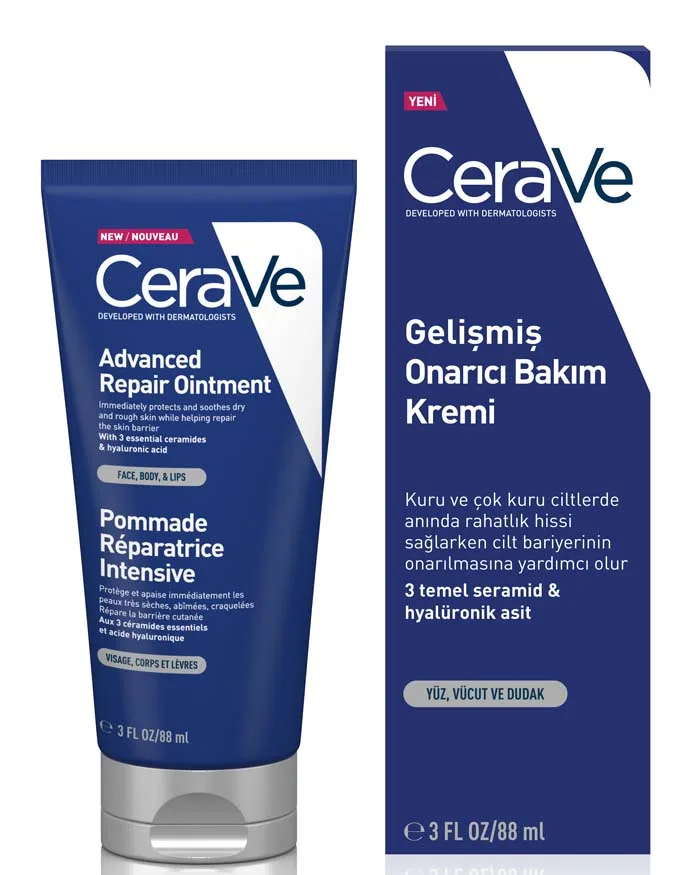 NEW / NOUVEAU
CeraVe
DEVELOPED WITH DERMATOLOGISTS
Advanced
Repair Ointment
Immediately protects and soothes dry
and rough skin while helping repair
the skin barrier
With 3 essential ceramides
& hyaluronic acid
FACE, BODY, & LIPS
Pommade
Réparatrice
Intensive
Protège et apaise immédiatement les
peaux très sèches, abîmées, craquelées
Répare la barrière cutanée
Aux 3 céramides essentiels
et acide hyaluronique
VISAGE, CORPS ET LÈVRES
℮ 3 FL OZ/88 ml
YENİ
CeraVe
DEVELOPED WITH DERMATOLOGISTS
Gelişmiş
Onarıcı Bakım
Kremi
Kuru ve çok kuru ciltlerde
anında rahatlık hissi
sağlarken cilt bariyerinin
onarılmasına yardımcı olur
3 temel seramid &
hyalüronik asit
YÜZ, VÜCUT VE DUDAK
℮ 3 FL OZ/88 ml